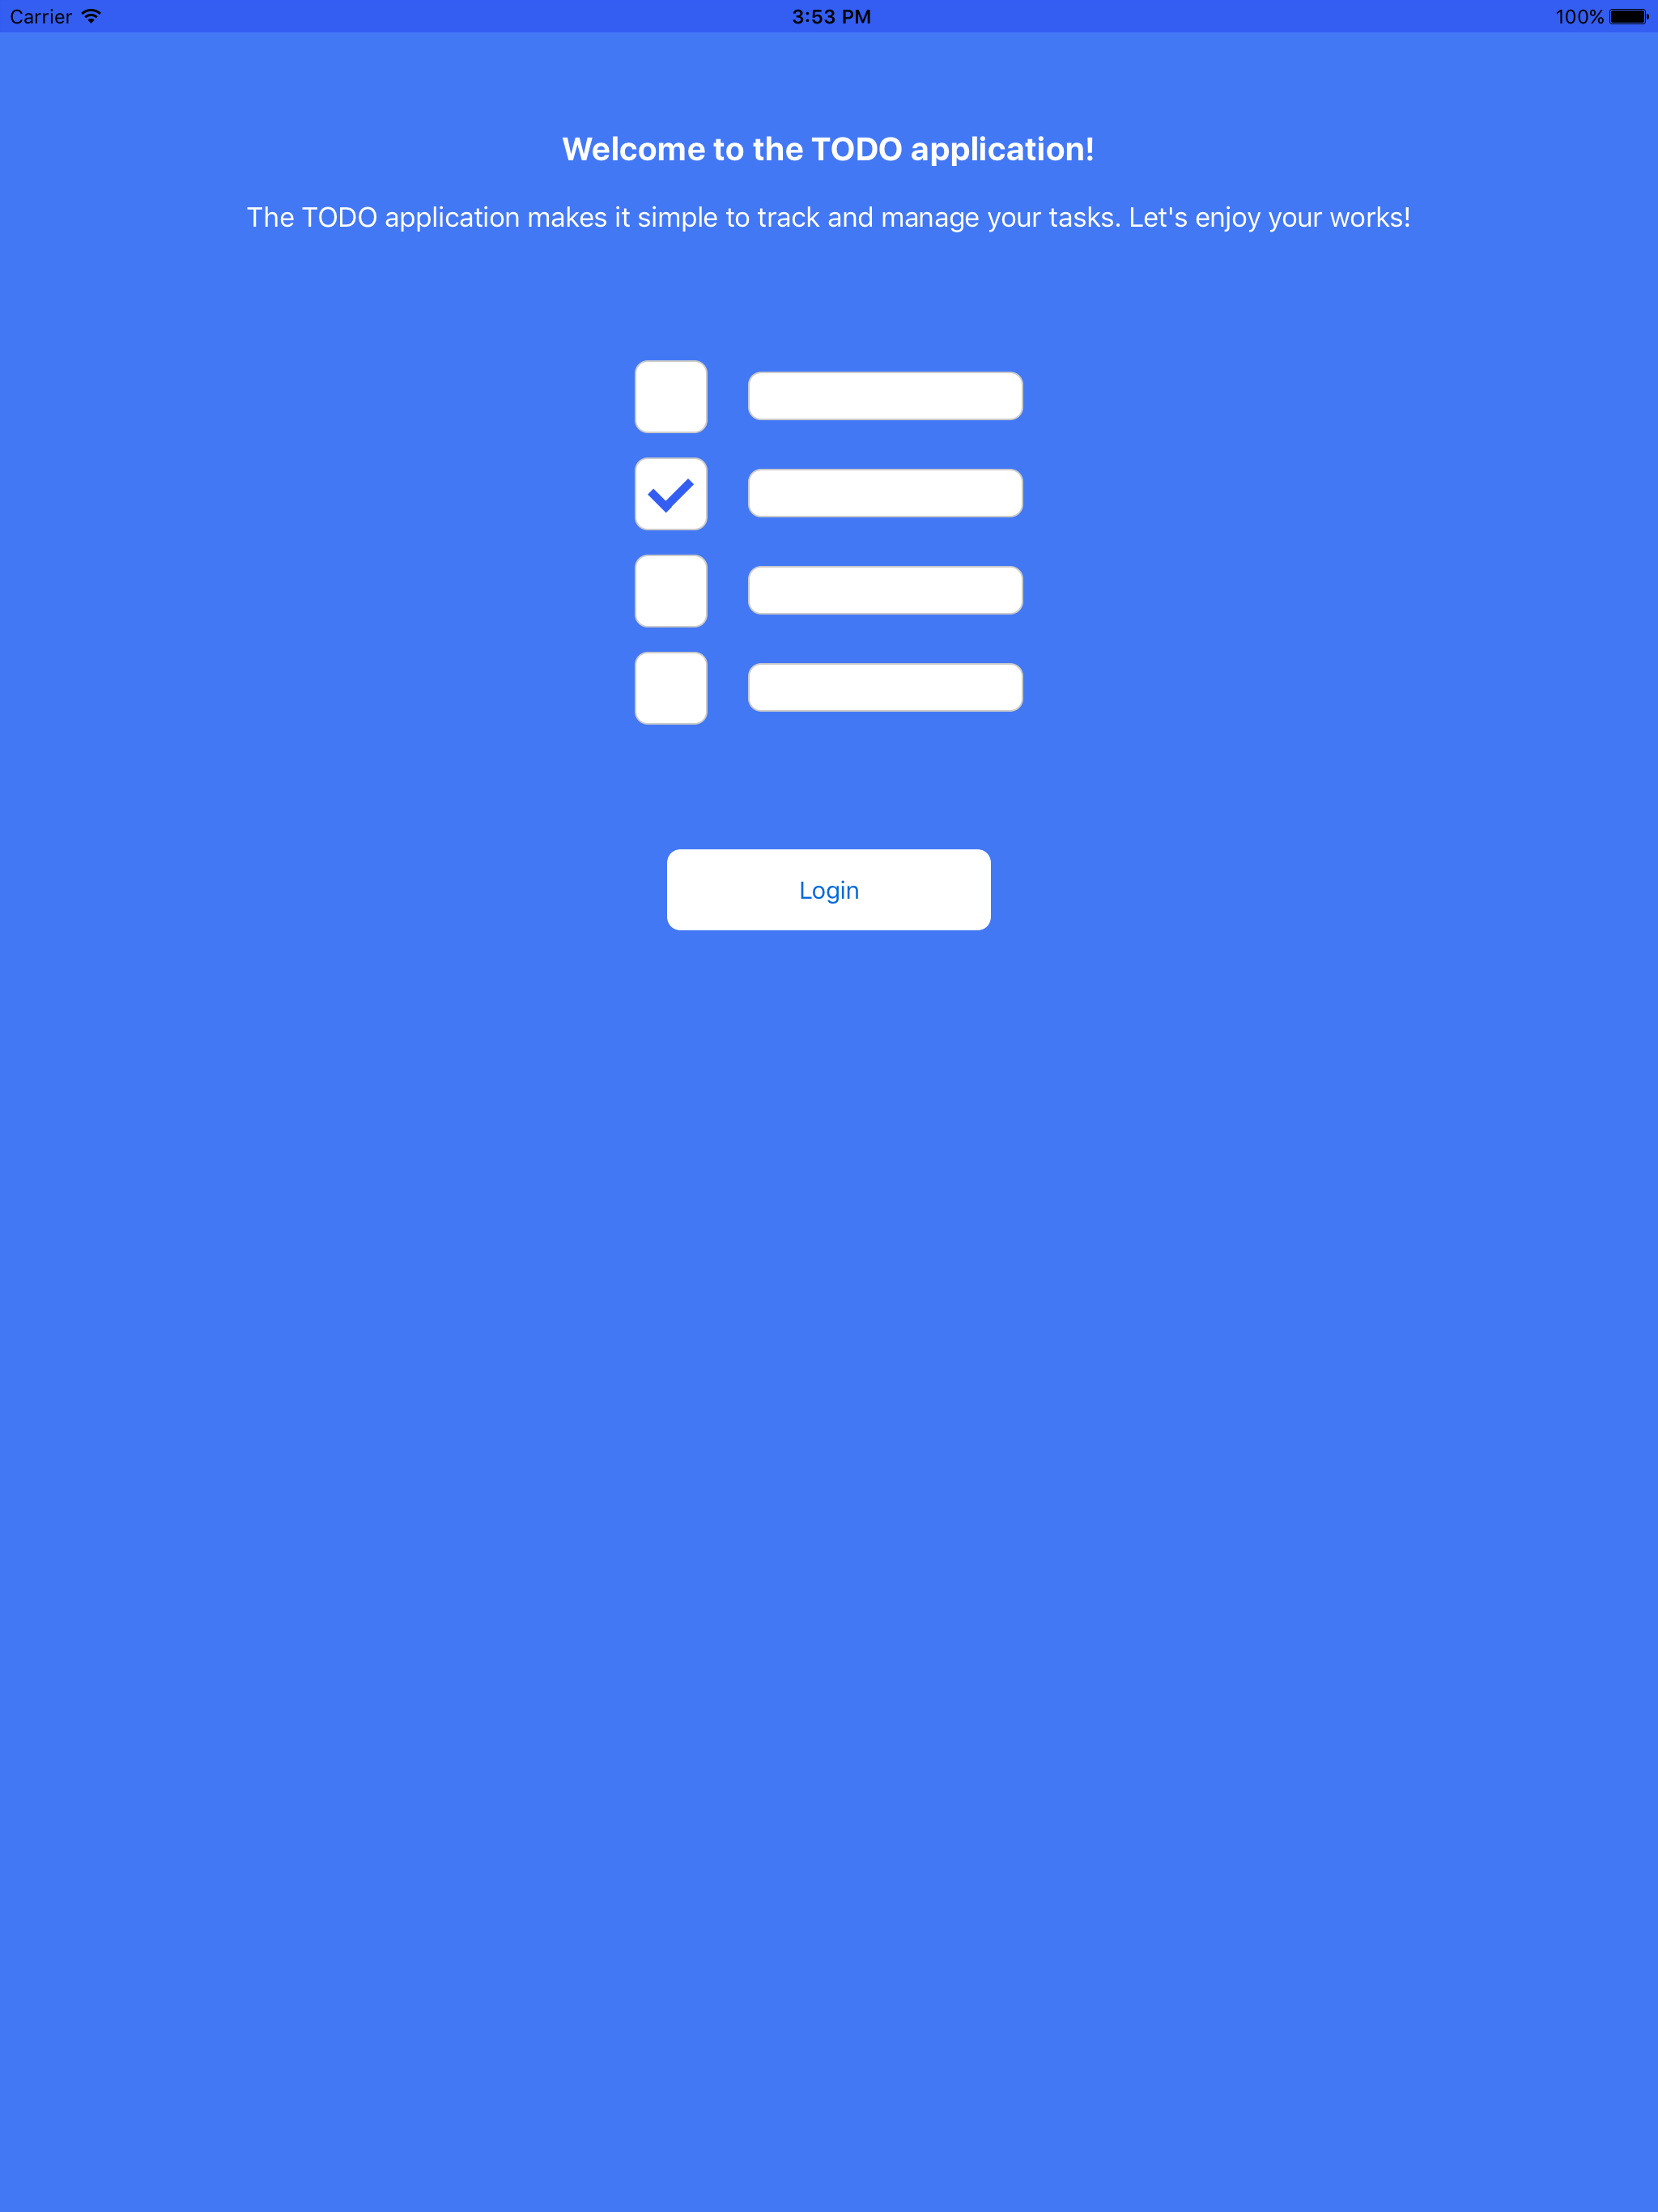 Carrier 3:53 PM 100%
Welcome to the TODO application!
The TODO application makes it simple to track and manage your tasks. Let's enjoy your works!
Login